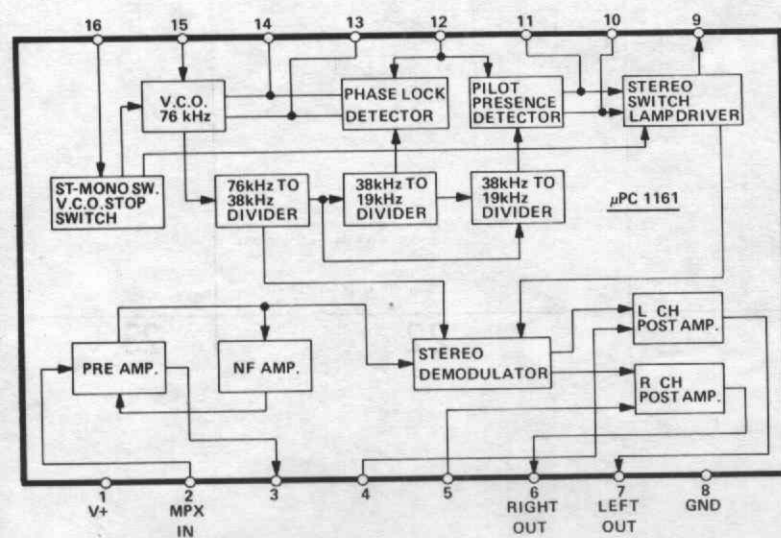 16
15
14
13
12
11
10
9
V.C.O.
76 kHz
PHASE LOCK
DETECTOR
PILOT
PRESENCE
DETECTOR
STEREO
SWITCH
LAMP DRIVER
ST-MONO SW.
V.C.O. STOP
SWITCH
76kHz TO
38kHz
DIVIDER
38kHz TO
19kHz
DIVIDER
38kHz TO
19kHz
DIVIDER
µPC 1161
PRE AMP.
NF AMP.
STEREO
DEMODULATOR
L CH
POST AMP.
R CH
POST AMP.
1
2
3
4
5
6
7
8
V+
MPX
IN
RIGHT
OUT
LEFT
OUT
GND